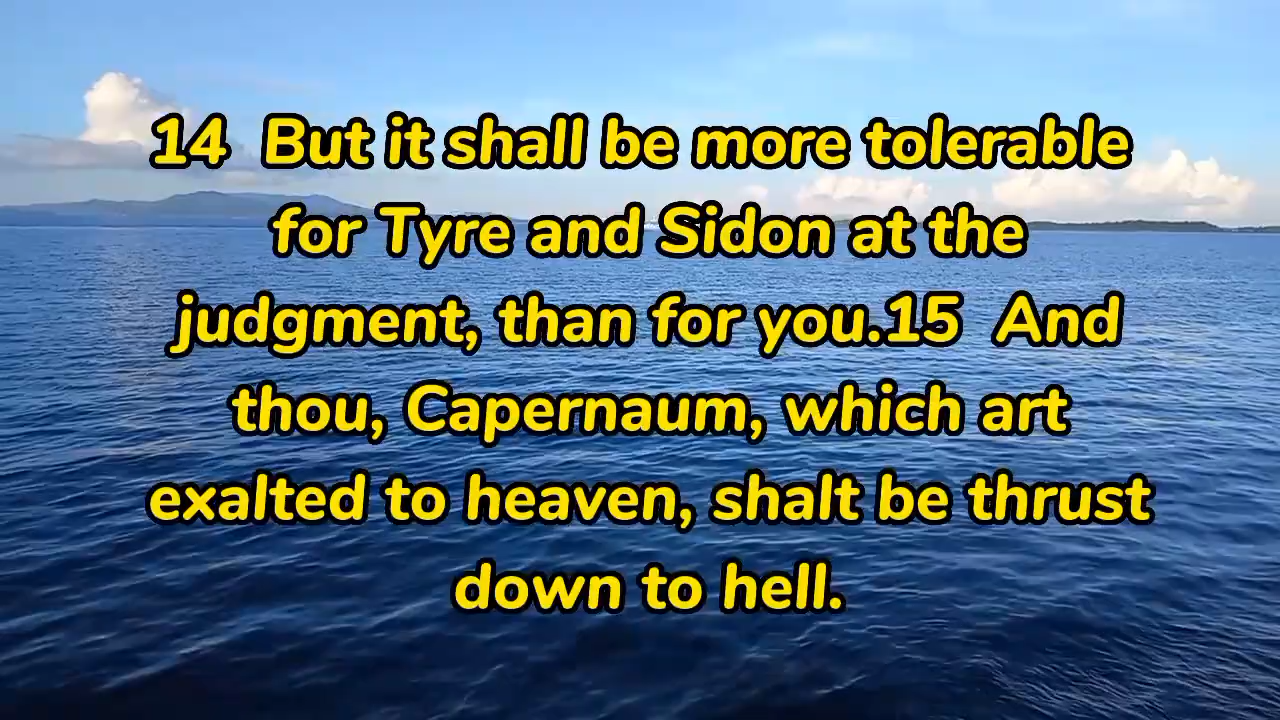 14  But it shall be more tolerable
for Tyre and Sidon at the
judgment, than for you.15  And
thou, Capernaum, which art
exalted to heaven, shalt be thrust
down to hell.